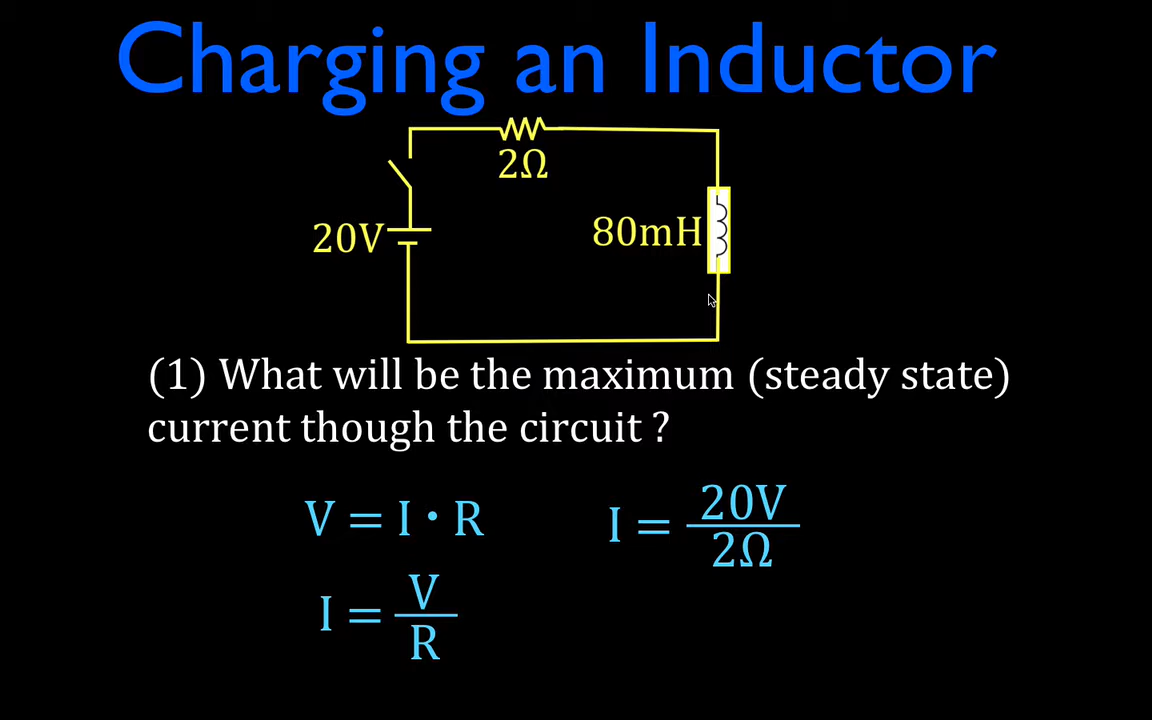 Charging an Inductor
2Ω
20V
80mH
(1) What will be the maximum (steady state)
current though the circuit ?
V = I · R
I = 20V / 2Ω
I = V / R